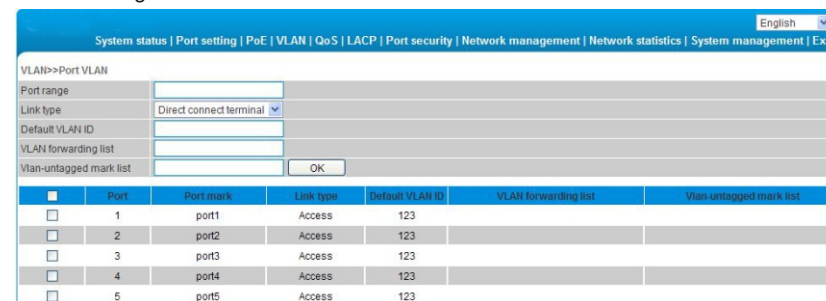 English
System status | Port setting | PoE | VLAN | QoS | LACP | Port security | Network management | Network statistics | System management | Ex
VLAN>>Port VLAN
Port range
Link type Direct connect terminal
Default VLAN ID
VLAN forwarding list
Vlan-untagged mark list OK
Port Port mark Link type Default VLAN ID VLAN forwarding list Vlan-untagged mark list
1 port1 Access 123
2 port2 Access 123
3 port3 Access 123
4 port4 Access 123
5 port5 Access 123